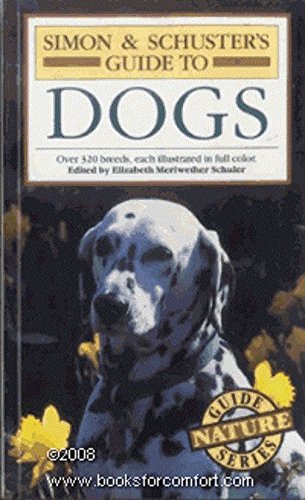 SIMON & SCHUSTER'S
GUIDE TO
DOGS
Over 320 breeds, each illustrated in full color.
Edited by Elizabeth Meriwether Schuler
GUIDE
NATURE
SERIES
©2008
www.booksforcomfort.com